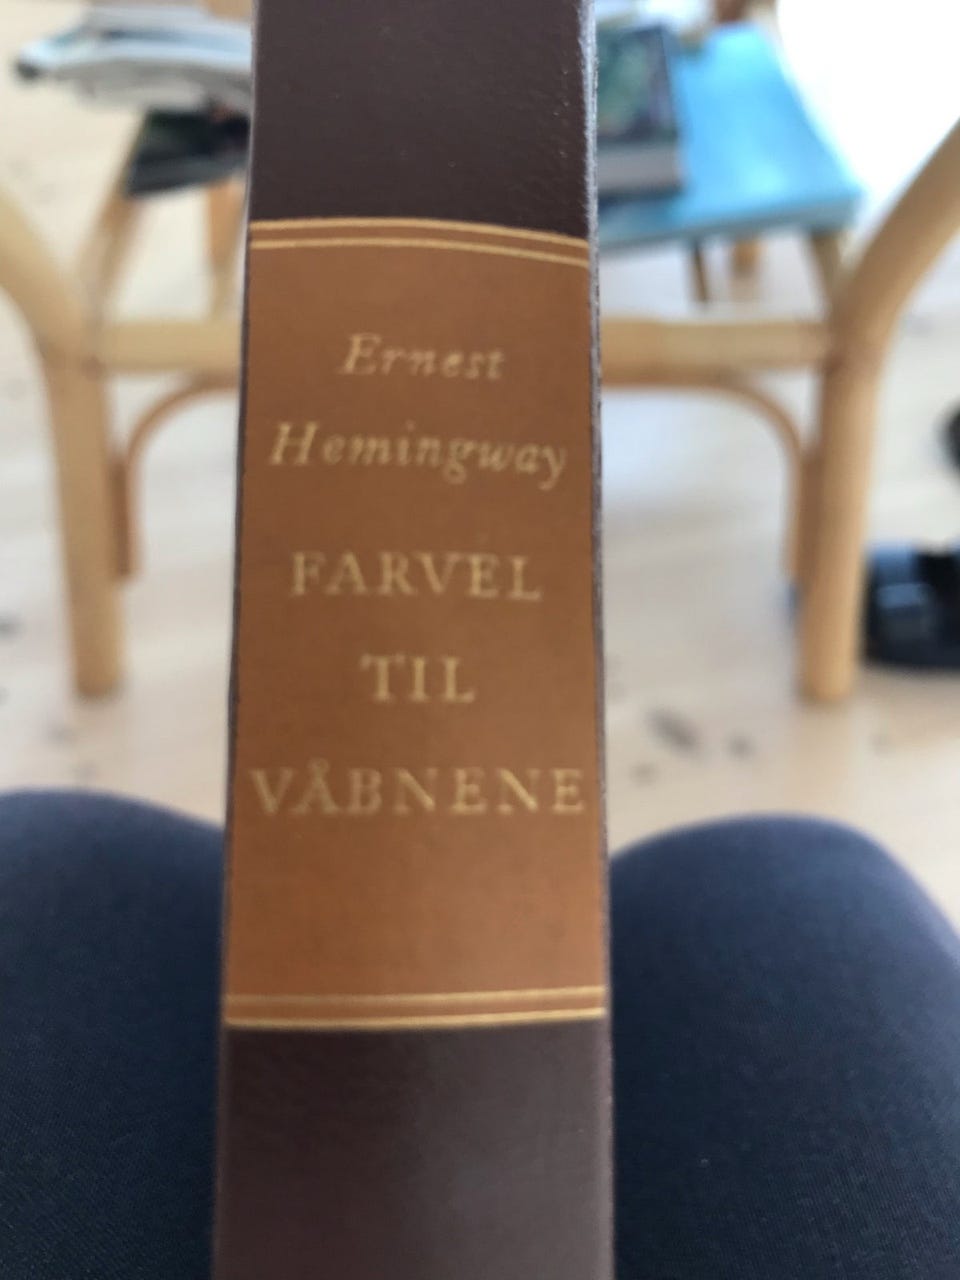 Ernest
Hemingway
FARVEL
TIL
VÅBNENE